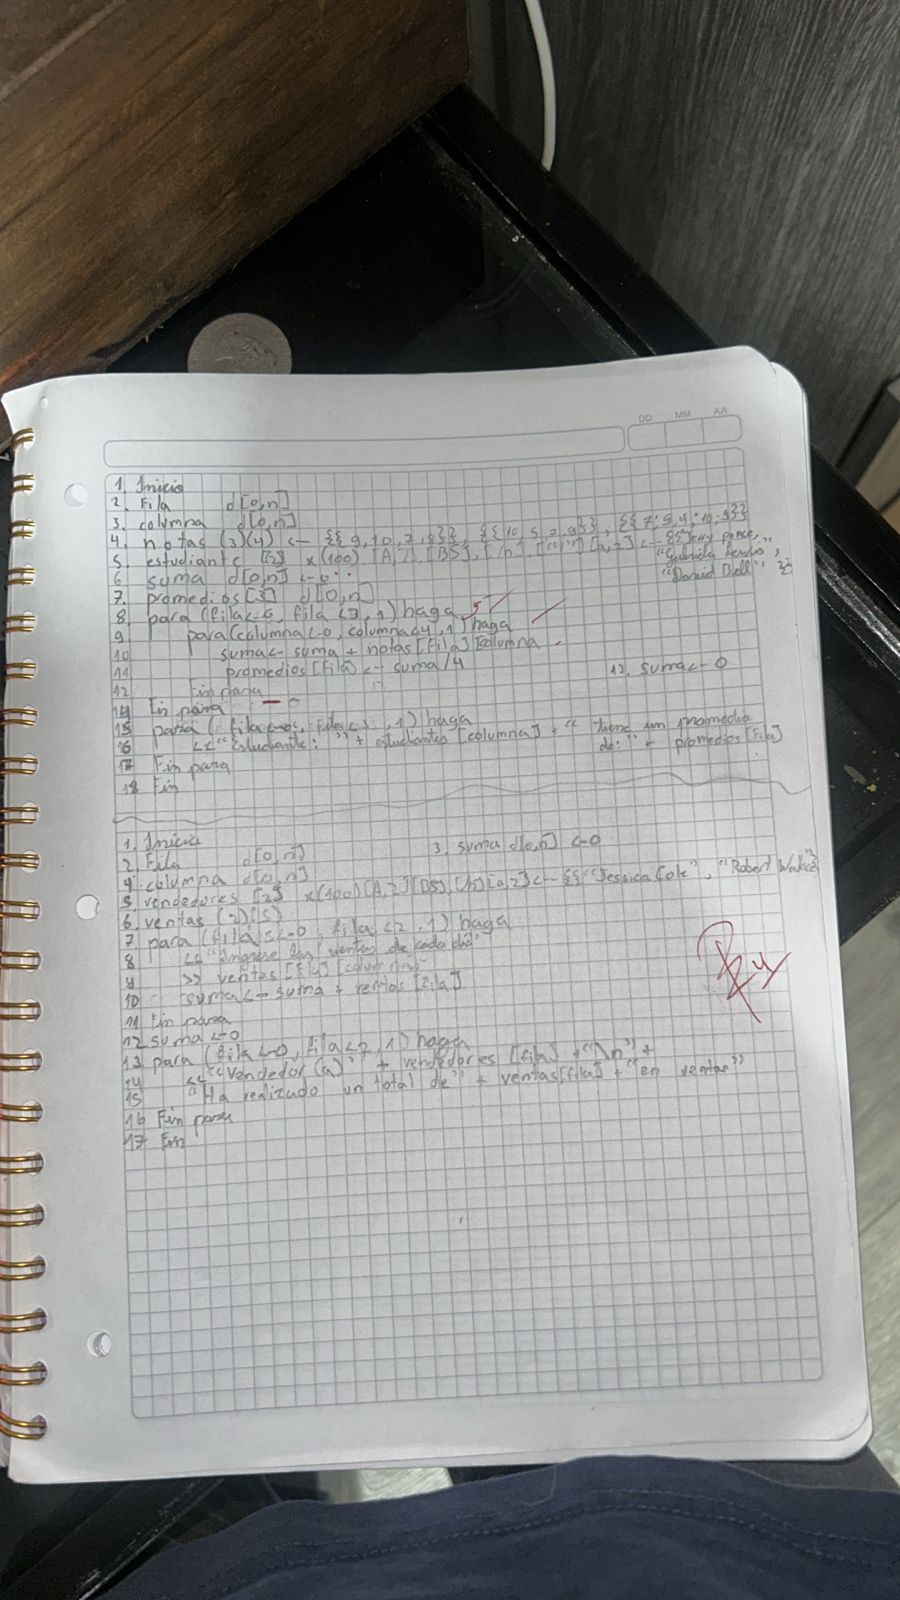 DD MM AA
1. Inicio
2. Fila d[0,n]
3. columna d[0,n]
4. notas (3)(4) <- {{ 9,10,7,8}}, {{10,5,7,9}}, {{7,5,4,10,9}}
5. estudiante [3] x(100) [A,Z] [BS], [/n], [","] [a,z] <- {{"Jerry ponce,"
"Gabriela
"Donald Bell" }}
6 suma d[0,n] <-0
7. promedios [3] d[0,n]
8. para (fila<-0, fila <3, 1) haga
9 para(columna<-0, columna<4, 1) haga
10 suma<- suma + notas [fila] [columna
11 promedios [fila] <- suma/4
12 Fin para
13. suma<-0
14 Fin para
15 para ( fila<-0, fila<3, 1) haga
16 <<"Estudiante: " + estudiantes [columna] + " tiene un promedio
de: " + promedios [fila]
17 Fin para
18 Fin
1. Inicio
2. Fila d[0,n]
3. suma d[0,n] <-0
4. columna d[0,n]
5 vendedores [2] x(100) [A,Z] [BS], [/n] [a,z] <- {{"Jessica Cole", "Robert
6 ventas (2)(5)
7 para (fila <-0, fila <2, 1) haga
8 << "Ingrese las ventas de cada día"
9 >> ventas [fila]
10 suma<- suma + ventas [fila]
11 Fin para
12 suma <-0
13 para (fila <-0, fila<2, 1) haga
14 <<"vendedor (a)" + vendedores [fila] + "\n" +
15 "Ha realizado un total de" + ventas[fila] + "en ventas"
16 Fin para
17 Fin